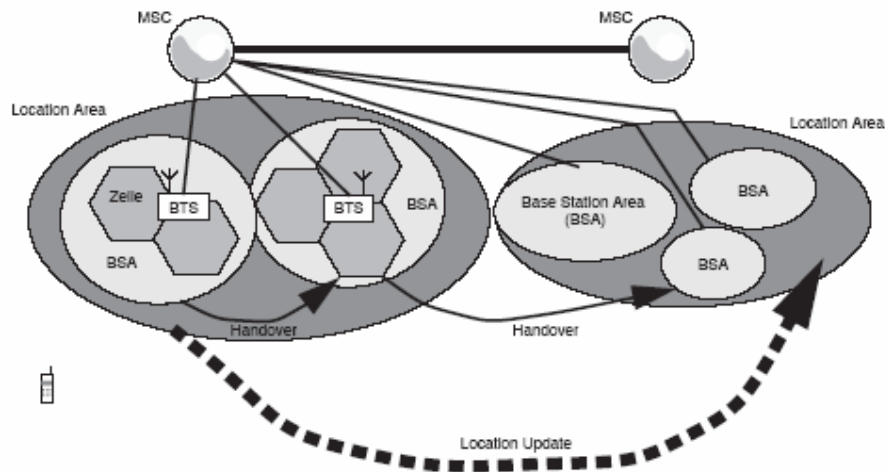 MSC
MSC
Location Area
Location Area
Zelle
BTS
BSA
BTS
BSA
Base Station Area
(BSA)
BSA
BSA
Handover
Handover
Location Update